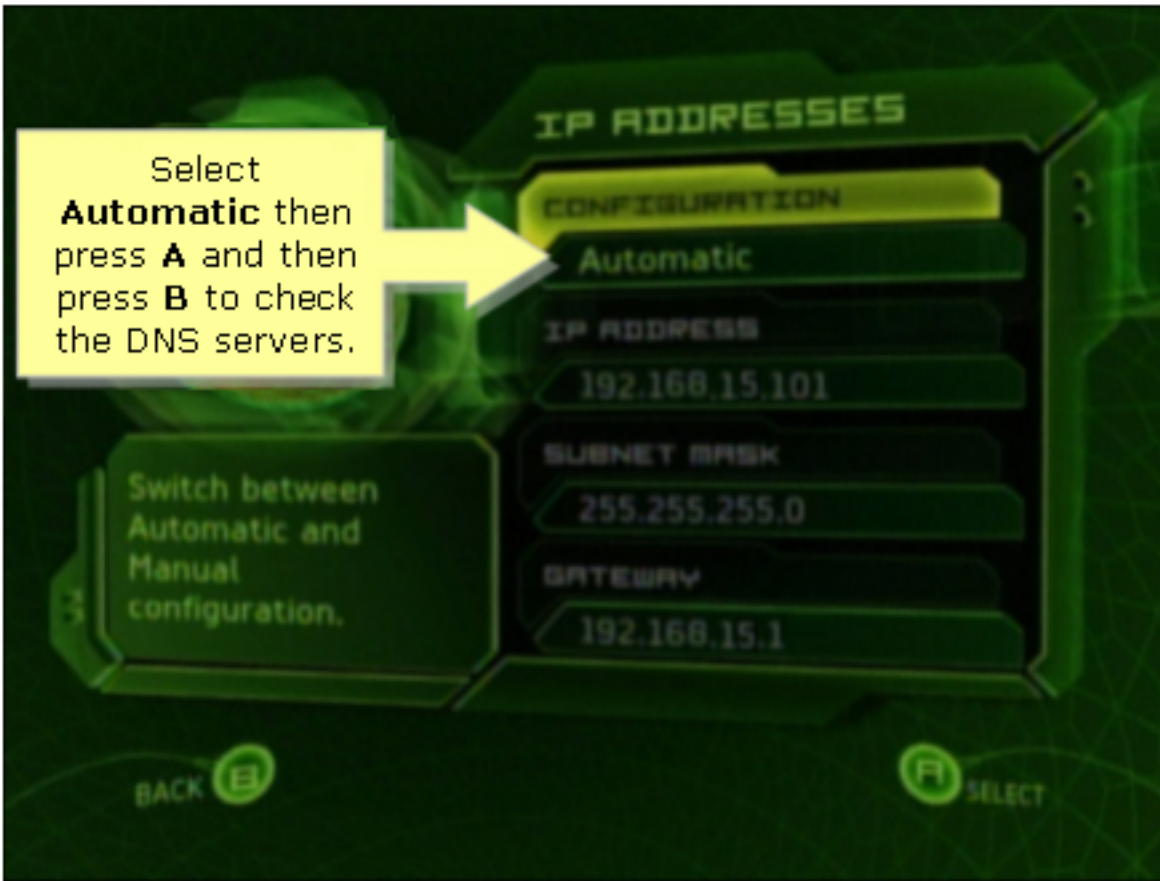 IP ADDRESSES
Select
Automatic then
press A and then
press B to check
the DNS servers.
CONFIGURATION
Automatic
IP ADDRESS
192.168.15.101
SUBNET MASK
255.255.255.0
GATEWAY
192.168.15.1
Switch between
Automatic and
Manual
configuration.
BACK B
A SELECT